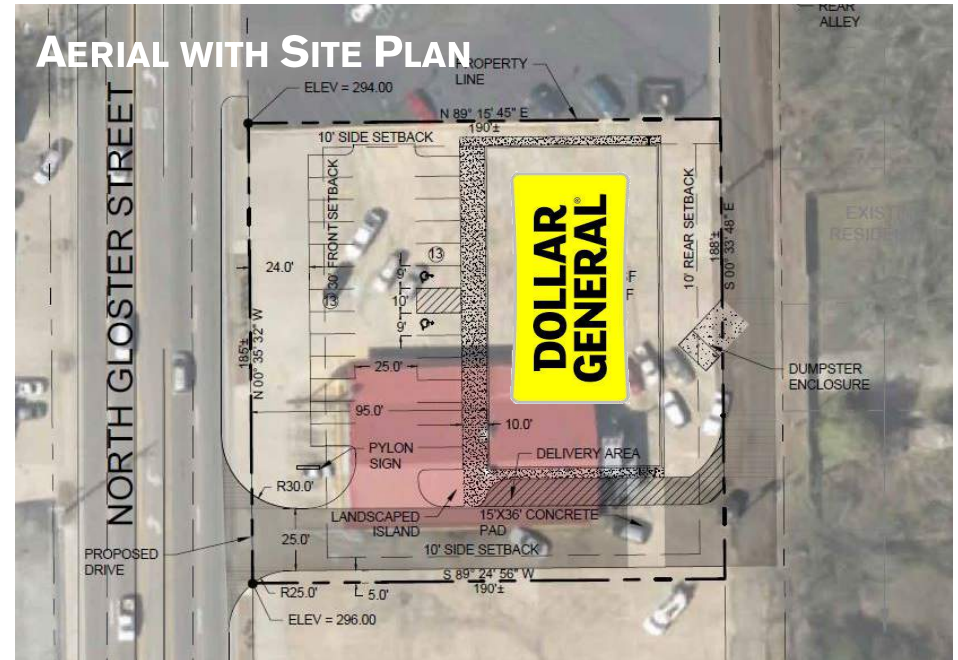 AERIAL WITH SITE PLAN
REAR
ALLEY
PROPERTY
LINE
ELEV = 294.00
N 89° 15' 45" E
190'±
10' SIDE SETBACK
NORTH GLOSTER STREET
30' FRONT SETBACK
10' REAR SETBACK
188'±
S 00° 33' 48" E
EXIST
RESIDE
DOLLAR
GENERAL®
F
F
24.0'
13
13
9'
10'
9'
185'±
N 00° 35' 32" W
25.0'
95.0'
10.0'
DUMPSTER
ENCLOSURE
PYLON
SIGN
DELIVERY AREA
R30.0'
LANDSCAPED
ISLAND
15'X36' CONCRETE
PAD
25.0'
10' SIDE SETBACK
PROPOSED
DRIVE
S 89° 24' 56" W
190'±
R25.0'
5.0'
ELEV = 296.00